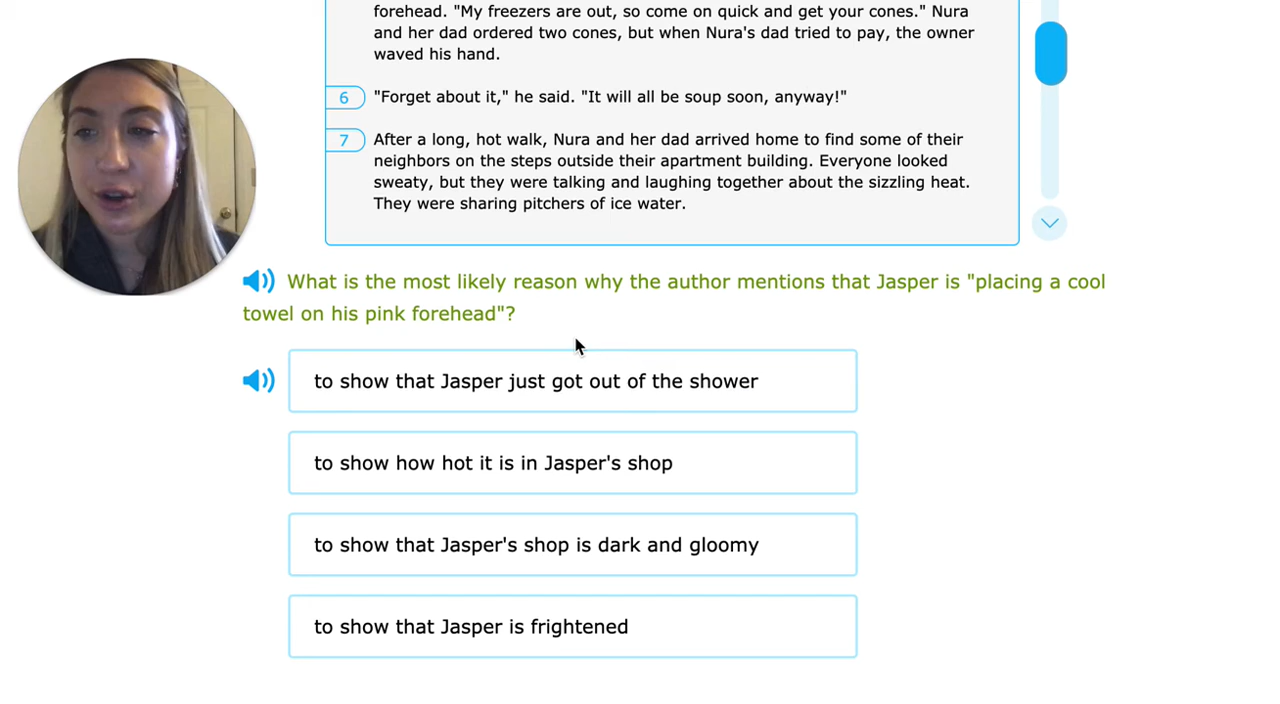 forehead. "My freezers are out, so come on quick and get your cones." Nura
and her dad ordered two cones, but when Nura's dad tried to pay, the owner
waved his hand.
6 "Forget about it," he said. "It will all be soup soon, anyway!"
7 After a long, hot walk, Nura and her dad arrived home to find some of their
neighbors on the steps outside their apartment building. Everyone looked
sweaty, but they were talking and laughing together about the sizzling heat.
They were sharing pitchers of ice water.
What is the most likely reason why the author mentions that Jasper is "placing a cool
towel on his pink forehead"?
to show that Jasper just got out of the shower
to show how hot it is in Jasper's shop
to show that Jasper's shop is dark and gloomy
to show that Jasper is frightened